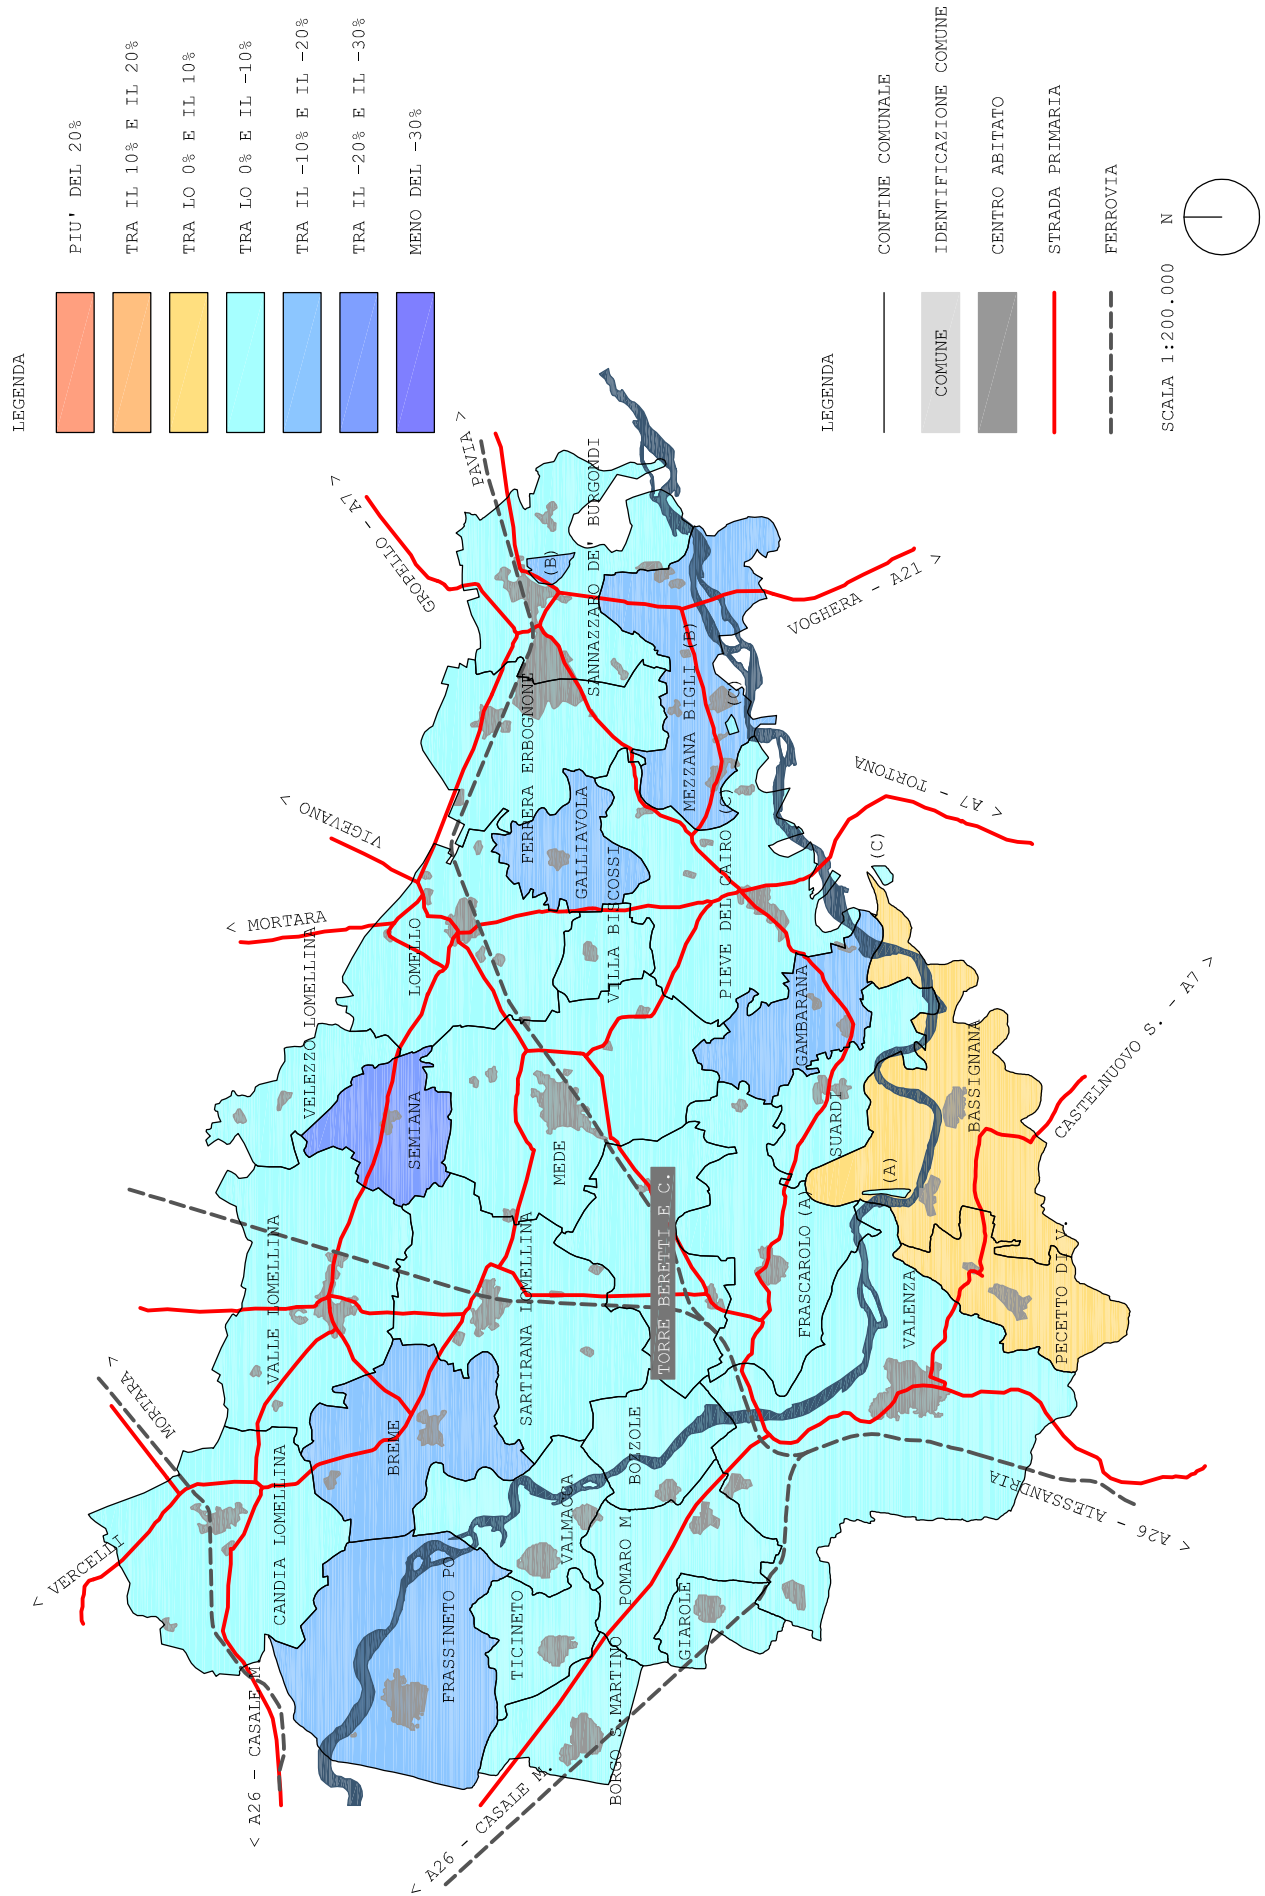 LEGENDA
PIU' DEL 20%
TRA IL 10% E IL 20%
TRA LO 0% E IL 10%
TRA LO 0% E IL -10%
TRA IL -10% E IL -20%
TRA IL -20% E IL -30%
MENO DEL -30%
LEGENDA
CONFINE COMUNALE
COMUNE
IDENTIFICAZIONE COMUNE
CENTRO ABITATO
STRADA PRIMARIA
FERROVIA
SCALA 1:200.000
N
< VERCELLI
MORTARA >
< MORTARA
VIGEVANO >
GROPELLO - A7 >
PAVIA >
VOGHERA - A21 >
< A7 - TORTONA
CASTELNUOVO S. - A7 >
< A26 - ALESSANDRIA
< A26 - CASALE M.
< A26 - CASALE M.
CANDIA LOMELLINA
VALLE LOMELLINA
VELEZZO LOMELLINA
SEMIANA
LOMELLO
BREME
FRASSINETO PO
SARTIRANA LOMELLINA
MEDE
FERRERA ERBOGNONE
(B)
SANNAZZARO DE' BURGONDI
GALLIAVOLA
VILLA BISCOSSI
TICINETO
VALMACCA
BORGO S.MARTINO
POMARO M.
BOZZOLE
GIAROLE
TORRE BERETTI E C.
MEZZANA BIGLI (B)
PIEVE DEL CAIRO (C)
(C)
(C)
GAMBARANA
SUARDI
FRASCAROLO (A)
(A)
VALENZA
BASSIGNANA
PECETTO DI V.